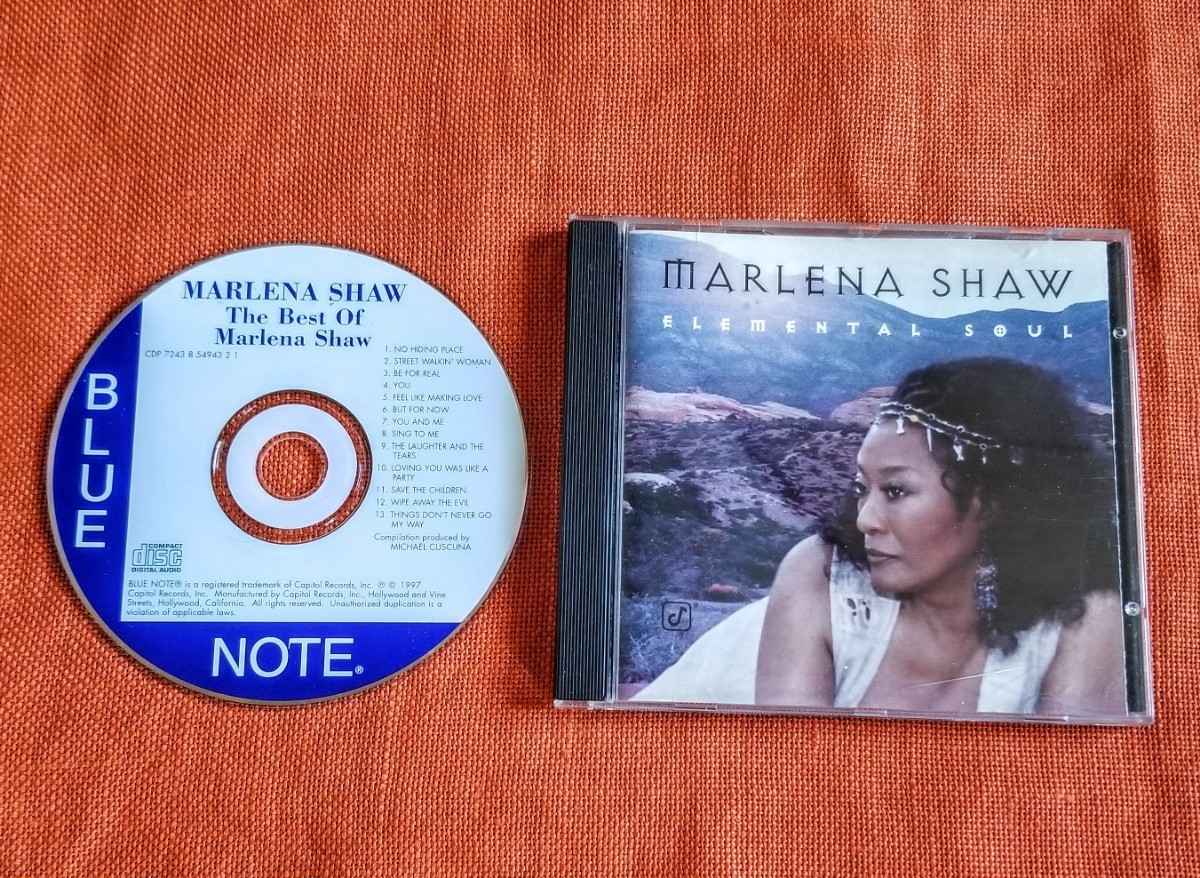 MARLENA SHAW
The Best Of
Marlena Shaw
CDP 7243 8 54943 2 1
1. NO HIDING PLACE
2. STREET WALKIN' WOMAN
3. BE FOR REAL
4. YOU
5. FEEL LIKE MAKING LOVE
6. BUT FOR NOW
7. YOU AND ME
8. SING TO ME
9. THE LAUGHTER AND THE
TEARS
10. LOVING YOU WAS LIKE A
PARTY
11. SAVE THE CHILDREN
12. WIPE AWAY THE EVIL
13. THINGS DON'T NEVER GO
MY WAY
Compilation produced by
MICHAEL CUSCUNA
BLUE
COMPACT
disc
DIGITAL AUDIO
BLUE NOTE® is a registered trademark of Capitol Records, Inc. ℗ © 1997
Capitol Records, Inc. Manufactured by Capitol Records, Inc., Hollywood and Vine
Streets, Hollywood, California. All rights reserved. Unauthorized duplication is a
violation of applicable laws.
NOTE®
MARLENA SHAW
ELEMENTAL SOUL